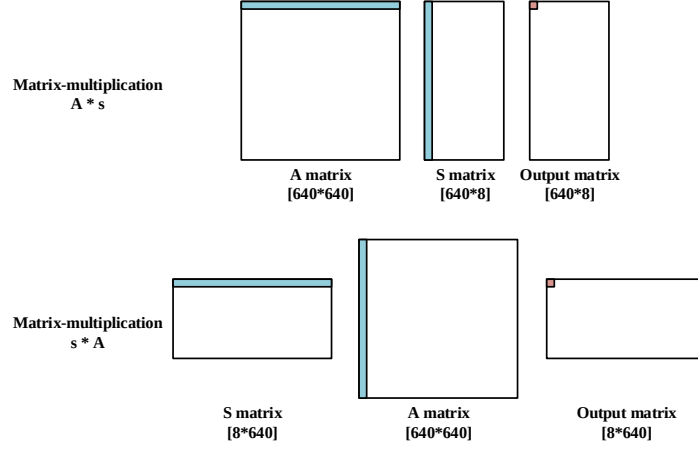 Matrix-multiplication
A * s
A matrix
[640*640]
S matrix
[640*8]
Output matrix
[640*8]
Matrix-multiplication
s * A
S matrix
[8*640]
A matrix
[640*640]
Output matrix
[8*640]